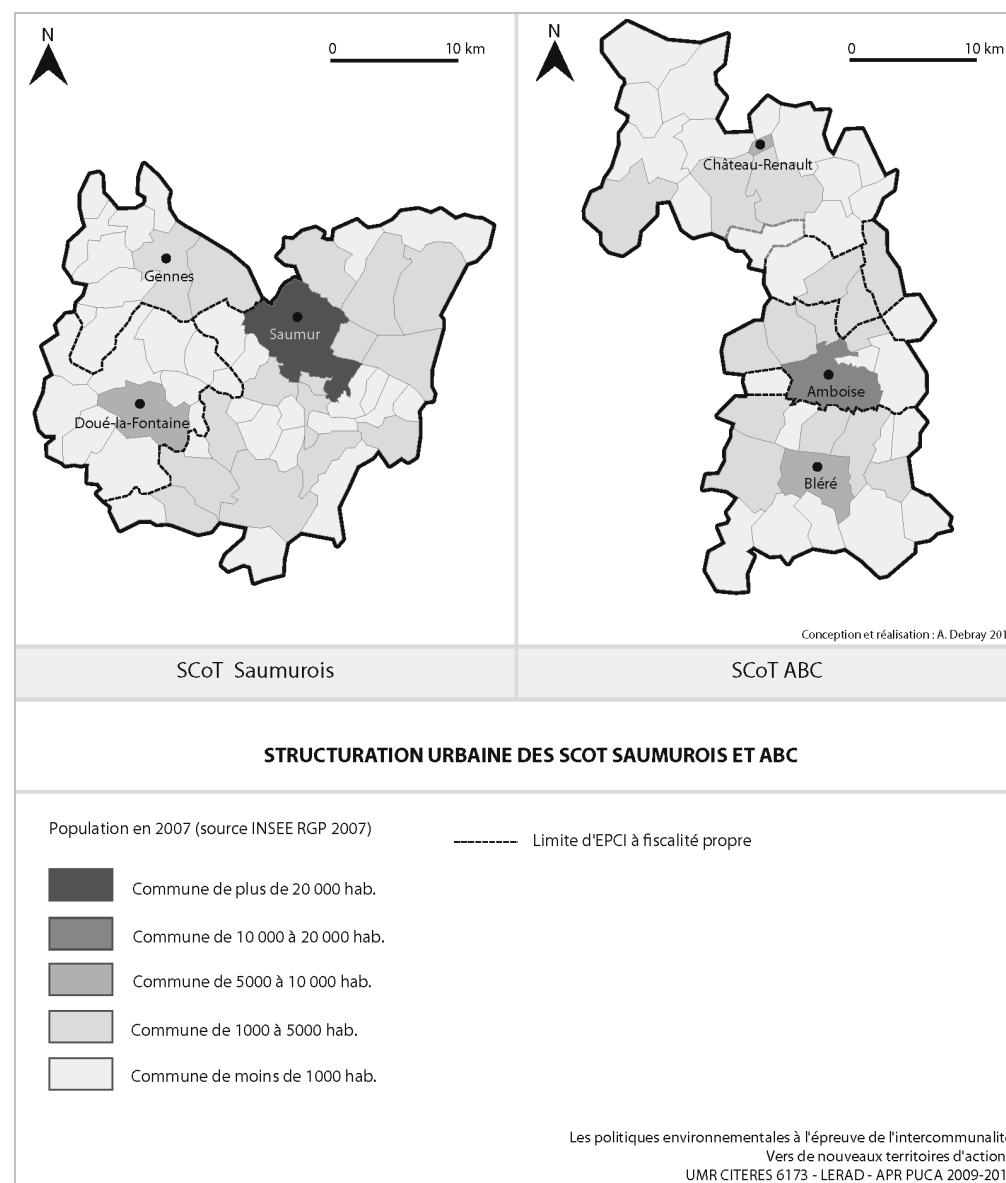 N
0 10 km
Gennes
Saumur
Doué-la-Fontaine
N
0 10 km
Château-Renault
Amboise
Bléré
Conception et réalisation : A. Debray 201
SCoT Saumurois
SCoT ABC
STRUCTURATION URBAINE DES SCOT SAUMUROIS ET ABC
Population en 2007 (source INSEE RGP 2007)
Limite d'EPCI à fiscalité propre
Commune de plus de 20 000 hab.
Commune de 10 000 à 20 000 hab.
Commune de 5000 à 10 000 hab.
Commune de 1000 à 5000 hab.
Commune de moins de 1000 hab.
Les politiques environnementales à l'épreuve de l'intercommunalit
Vers de nouveaux territoires d'action
UMR CITERES 6173 - LERAD - APR PUCA 2009-201